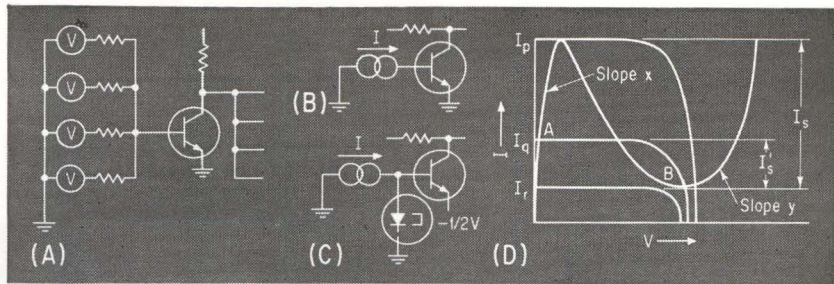 V
V
V
V
(A)
I
(B)
I
-1/2V
(C)
Ip
Slope x
Is
I
A
Iq
I's
B
Ir
Slope y
V
(D)